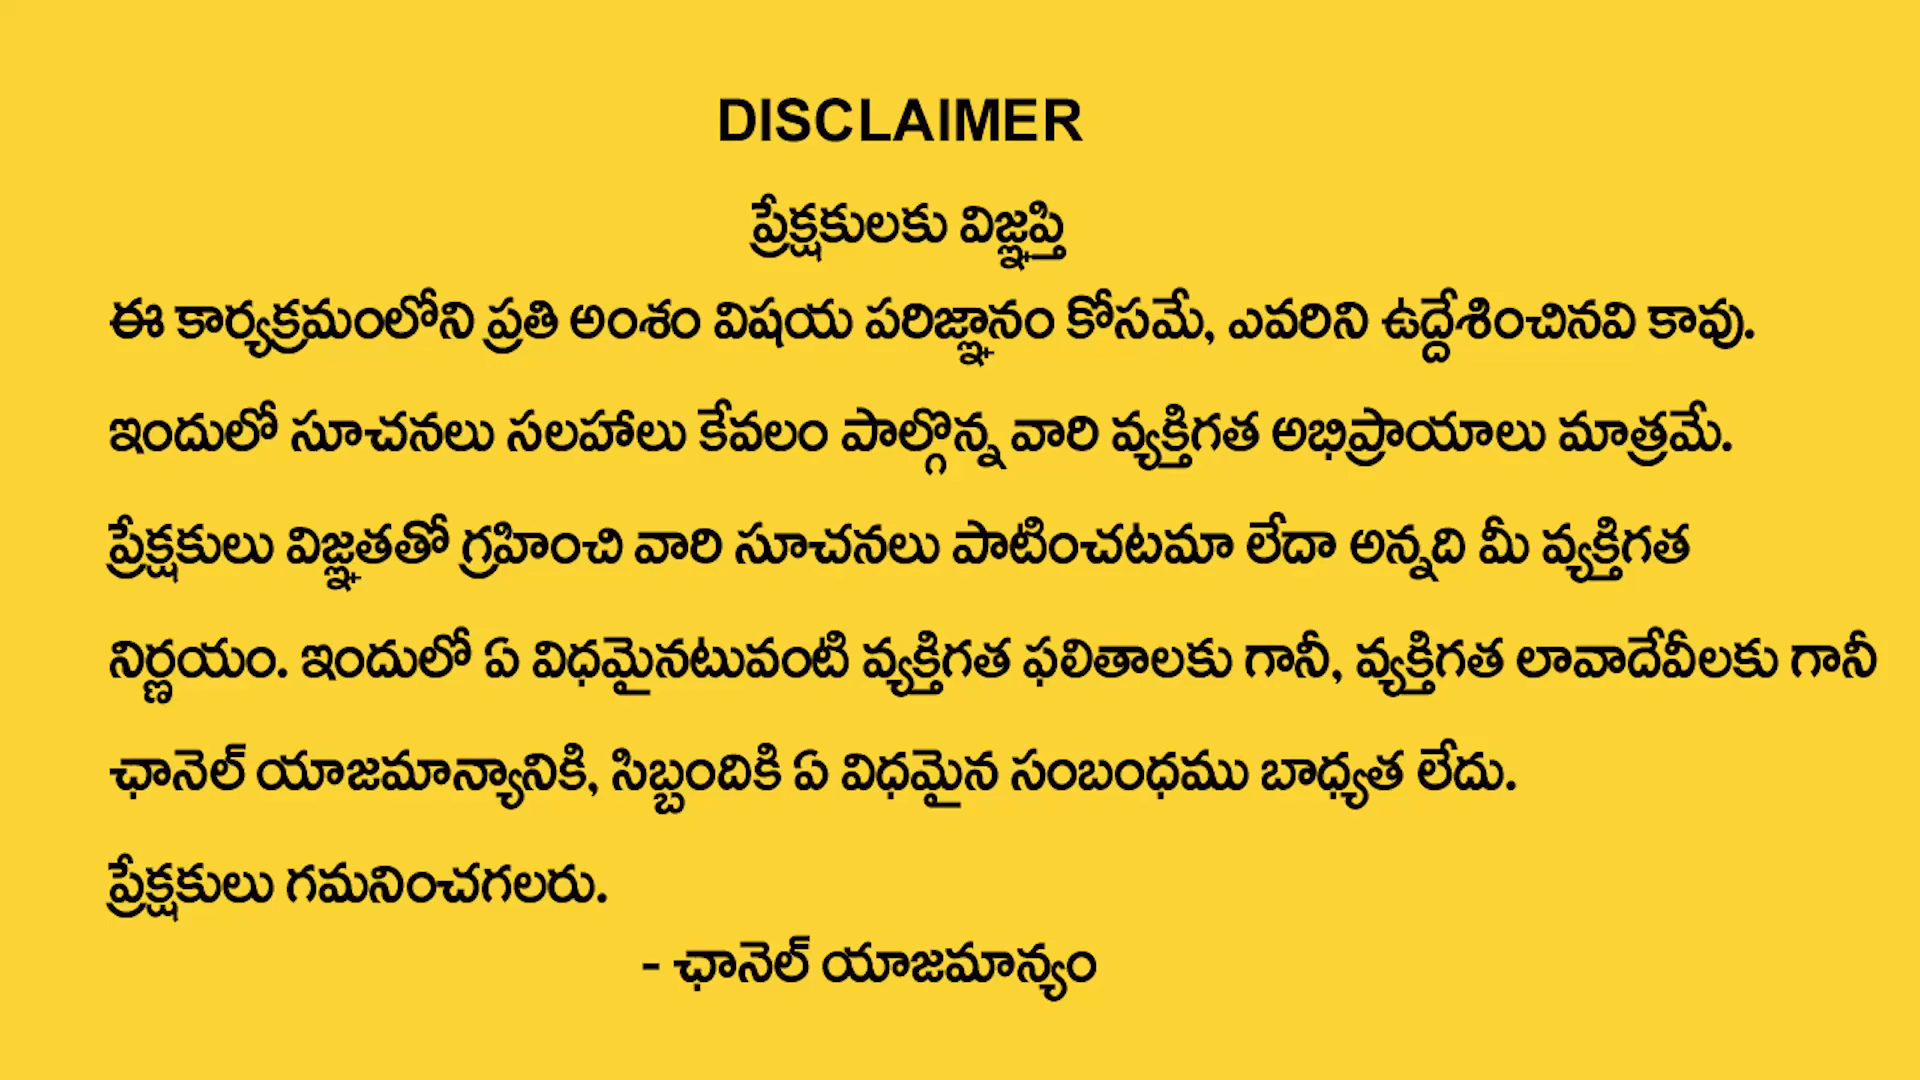 DISCLAIMER
ప్రేక్షకులకు విజ్ఞప్తి
ఈ కార్యక్రమంలోని ప్రతి అంశం విషయ పరిజ్ఞానం కోసమే, ఎవరిని ఉద్దేశించినవి కావు.
ఇందులో సూచనలు సలహాలు కేవలం పాల్గొన్న వారి వ్యక్తిగత అభిప్రాయాలు మాత్రమే.
ప్రేక్షకులు విజ్ఞతతో గ్రహించి వారి సూచనలు పాటించటమా లేదా అన్నది మీ వ్యక్తిగత
నిర్ణయం. ఇందులో ఏ విధమైనటువంటి వ్యక్తిగత ఫలితాలకు గానీ, వ్యక్తిగత లావాదేవీలకు గానీ
ఛానెల్ యాజమాన్యానికి, సిబ్బందికి ఏ విధమైన సంబంధము బాధ్యత లేదు.
ప్రేక్షకులు గమనించగలరు.
- ఛానెల్ యాజమాన్యం